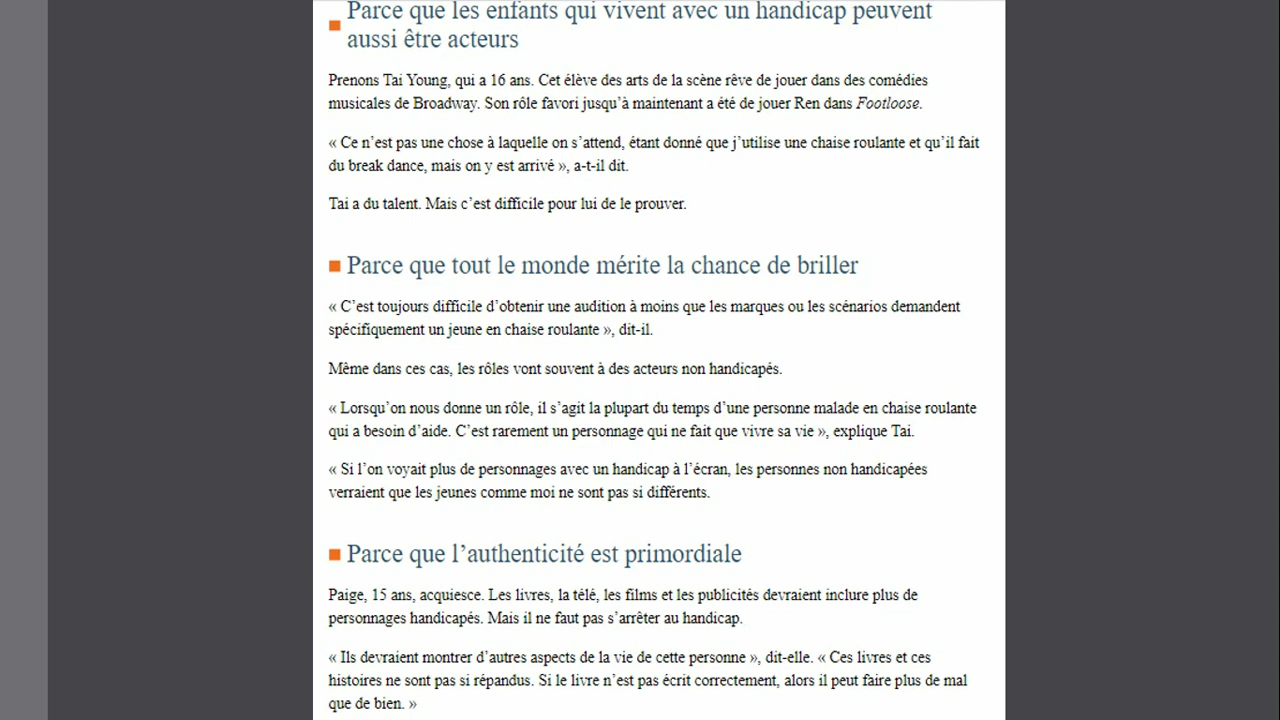 Parce que les enfants qui vivent avec un handicap peuvent
aussi être acteurs
Prenons Tai Young, qui a 16 ans. Cet élève des arts de la scène rêve de jouer dans des comédies
musicales de Broadway. Son rôle favori jusqu’à maintenant a été de jouer Ren dans Footloose.
« Ce n’est pas une chose à laquelle on s’attend, étant donné que j’utilise une chaise roulante et qu’il fait
du break dance, mais on y est arrivé », a-t-il dit.
Tai a du talent. Mais c’est difficile pour lui de le prouver.
Parce que tout le monde mérite la chance de briller
« C’est toujours difficile d’obtenir une audition à moins que les marques ou les scénarios demandent
spécifiquement un jeune en chaise roulante », dit-il.
Même dans ces cas, les rôles vont souvent à des acteurs non handicapés.
« Lorsqu’on nous donne un rôle, il s’agit la plupart du temps d’une personne malade en chaise roulante
qui a besoin d’aide. C’est rarement un personnage qui ne fait que vivre sa vie », explique Tai.
« Si l’on voyait plus de personnages avec un handicap à l’écran, les personnes non handicapées
verraient que les jeunes comme moi ne sont pas si différents.
Parce que l’authenticité est primordiale
Paige, 15 ans, acquiesce. Les livres, la télé, les films et les publicités devraient inclure plus de
personnages handicapés. Mais il ne faut pas s’arrêter au handicap.
« Ils devraient montrer d’autres aspects de la vie de cette personne », dit-elle. « Ces livres et ces
histoires ne sont pas si répandus. Si le livre n’est pas écrit correctement, alors il peut faire plus de mal
que de bien. »